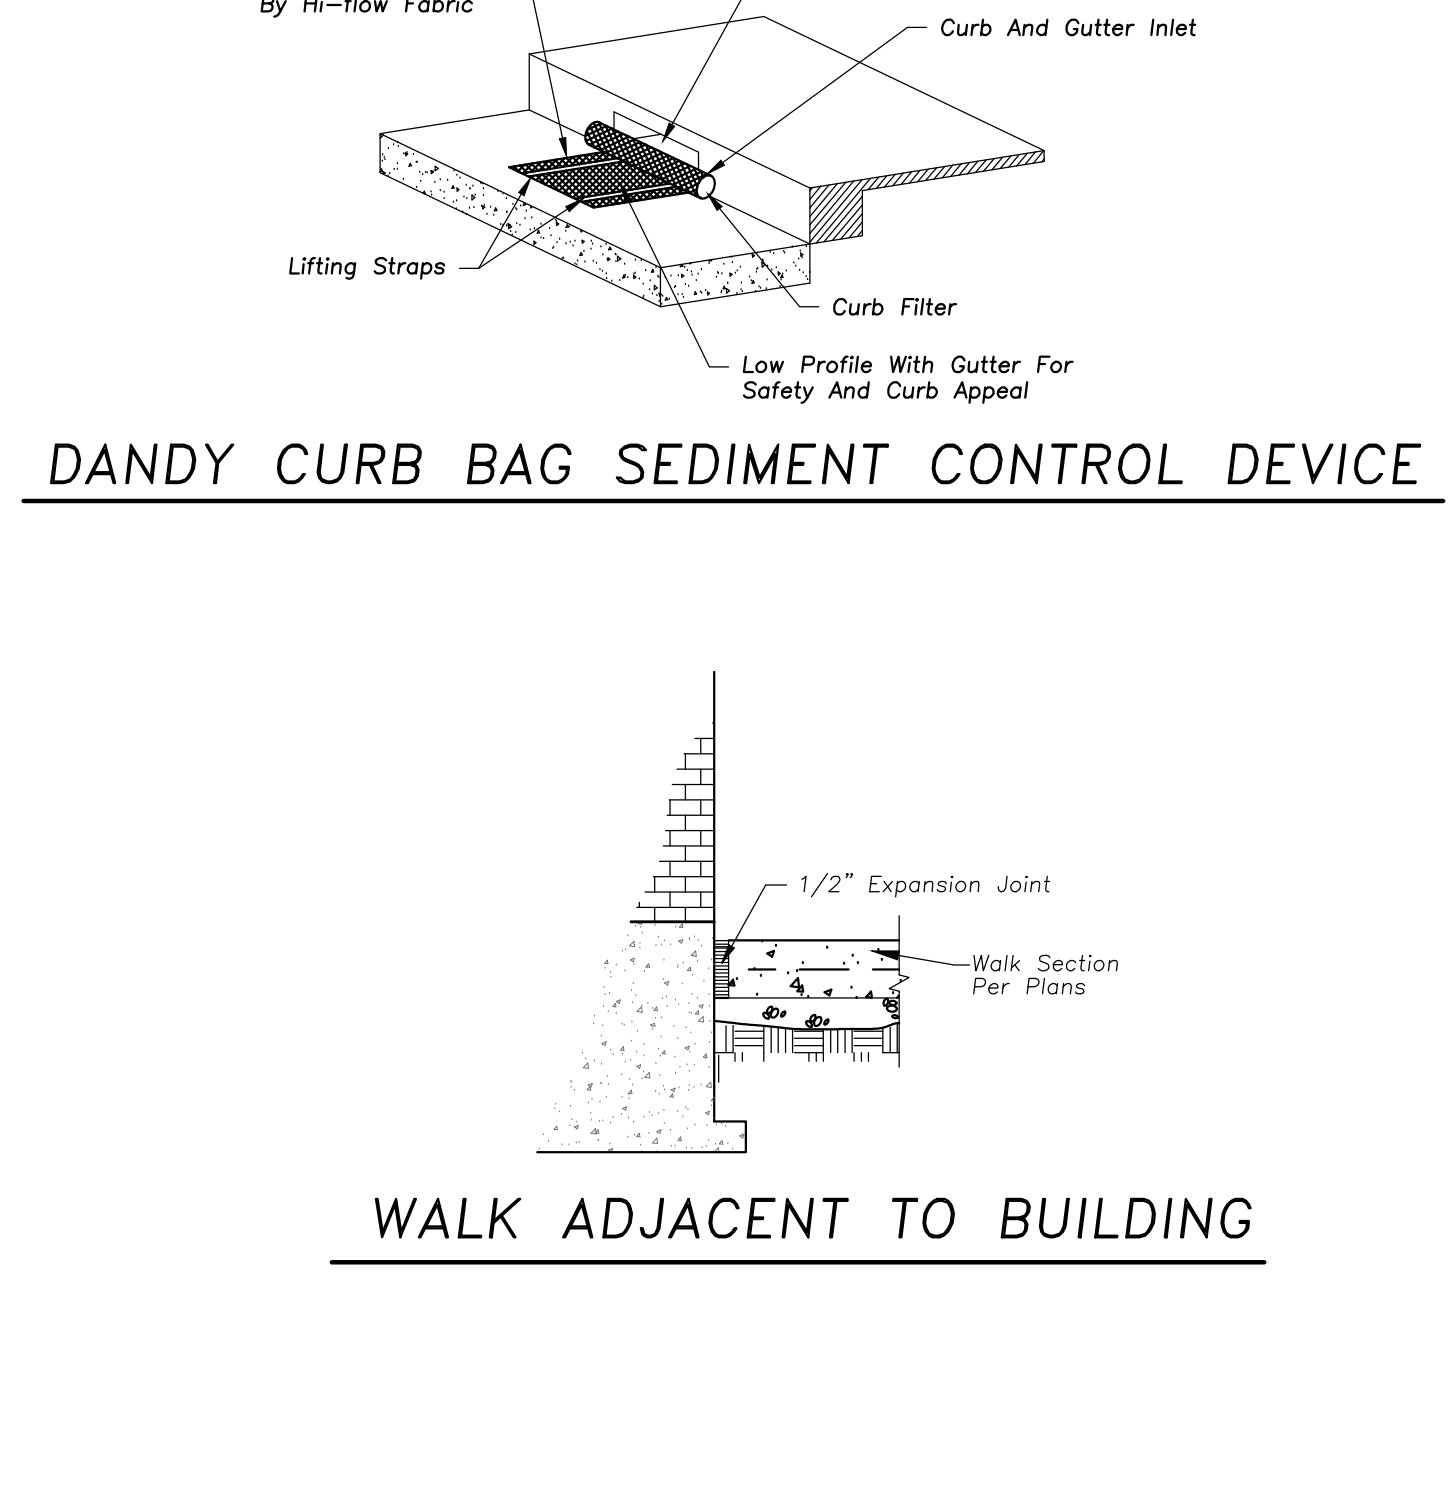 By Hi-flow Fabric
Curb And Gutter Inlet
Lifting Straps
Curb Filter
Low Profile With Gutter For
Safety And Curb Appeal
DANDY CURB BAG SEDIMENT CONTROL DEVICE
1/2" Expansion Joint
Walk Section
Per Plans
WALK ADJACENT TO BUILDING